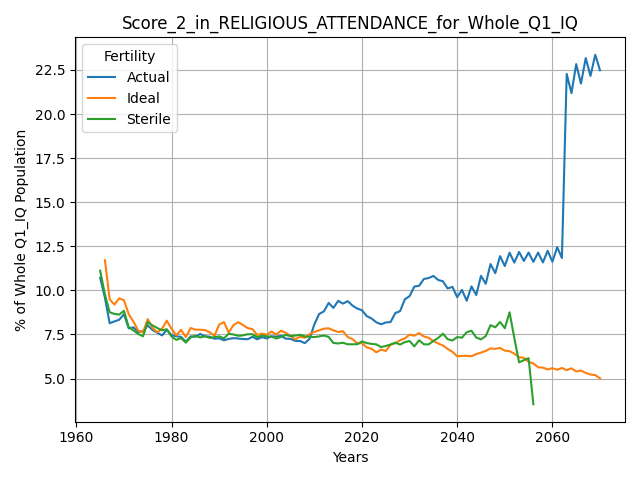 Score_2_in_RELIGIOUS_ATTENDANCE_for_Whole_Q1_IQ
Fertility
Actual
Ideal
Sterile
% of Whole Q1_IQ Population
22.5
20.0
17.5
15.0
12.5
10.0
7.5
5.0
1960
1980
2000
2020
2040
2060
Years